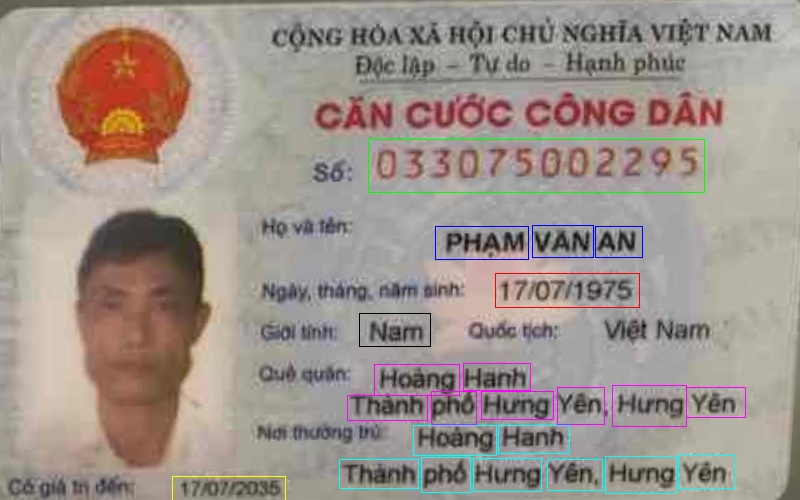 CỘNG HÒA XÃ HỘI CHỦ NGHĨA VIỆT NAM
Độc lập - Tự do - Hạnh phúc
CĂN CƯỚC CÔNG DÂN
Số: 033075002295
Họ và tên: PHẠM VĂN AN
Ngày, tháng, năm sinh: 17/07/1975
Giới tính: Nam Quốc tịch: Việt Nam
Quê quán: Hoàng Hanh
Thành phố Hưng Yên, Hưng Yên
Nơi thường trú: Hoàng Hanh
Thành phố Hưng Yên, Hưng Yên
Có giá trị đến: 17/07/2035